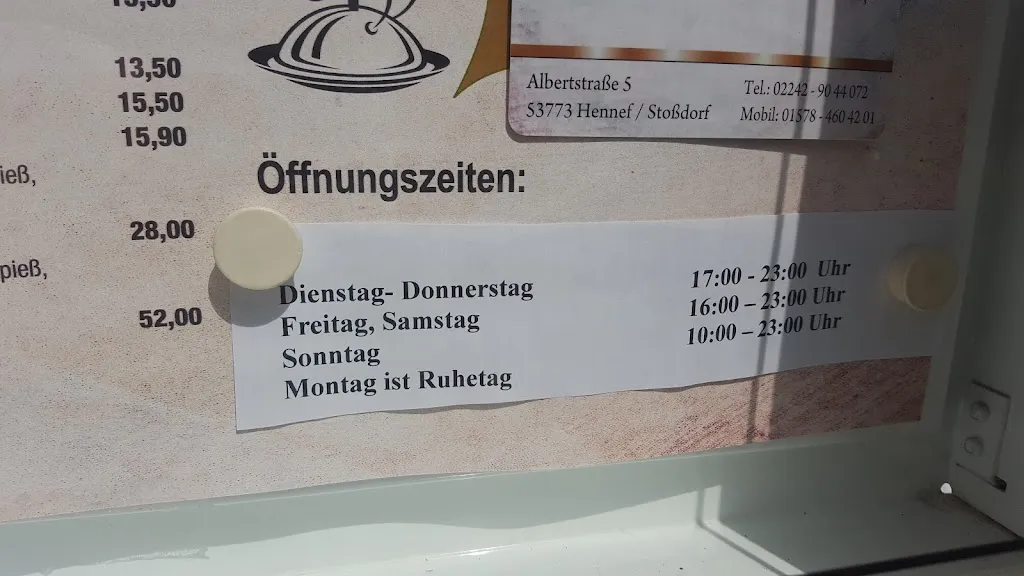 13,50
15,50
15,90
ieß,
28,00
pieß,
52,00
Albertstraße 5 Tel.: 02242 - 90 44 072
53773 Hennef / Stoßdorf Mobil: 01578 - 460 42 01
Öffnungszeiten:
Dienstag- Donnerstag 17:00 - 23:00 Uhr
Freitag, Samstag 16:00 – 23:00 Uhr
Sonntag 10:00 – 23:00 Uhr
Montag ist Ruhetag